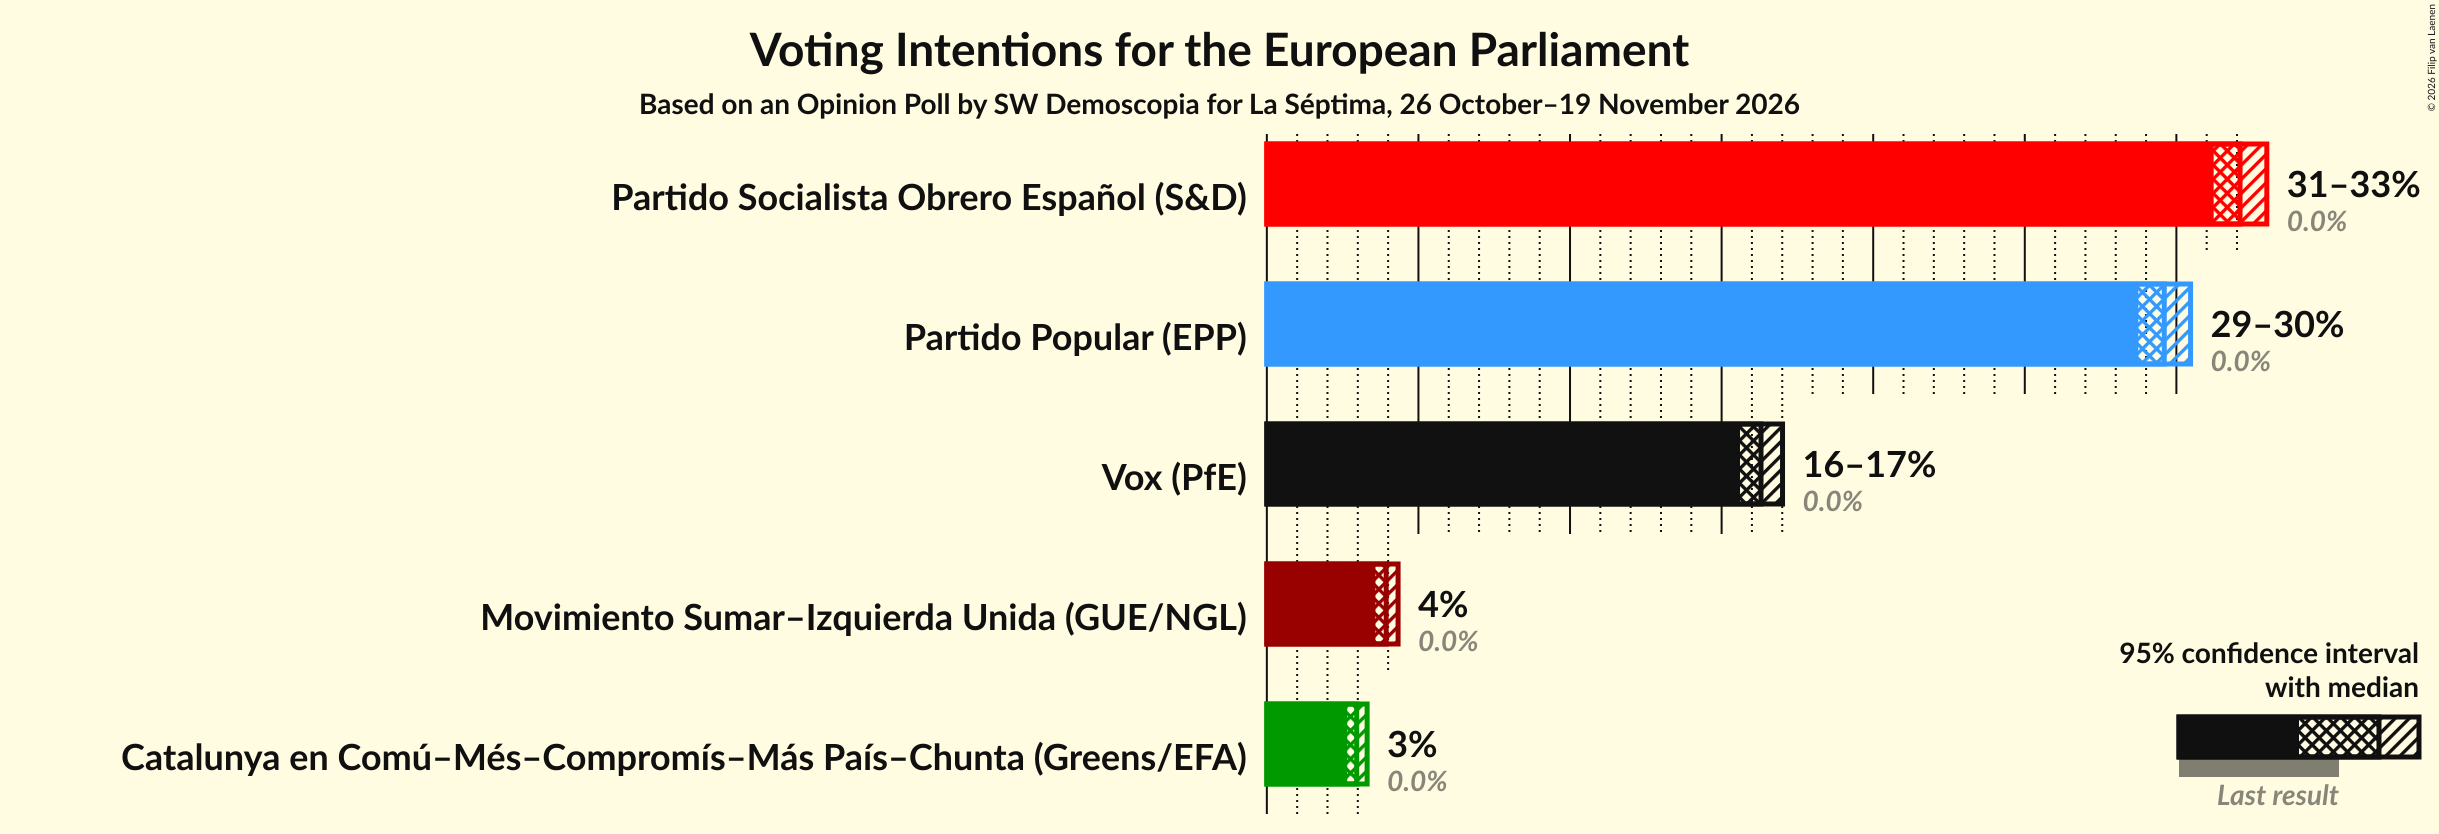 Voting Intentions for the European Parliament
Based on an Opinion Poll by SW Demoscopia for La Séptima, 26 October–19 November 2026
© 2026 Filip van Laenen
Partido Socialista Obrero Español (S&D)
31–33%
0.0%
Partido Popular (EPP)
29–30%
0.0%
Vox (PfE)
16–17%
0.0%
Movimiento Sumar–Izquierda Unida (GUE/NGL)
4%
0.0%
Catalunya en Comú–Més–Compromís–Más País–Chunta (Greens/EFA)
3%
0.0%
95% confidence interval
with median
Last result